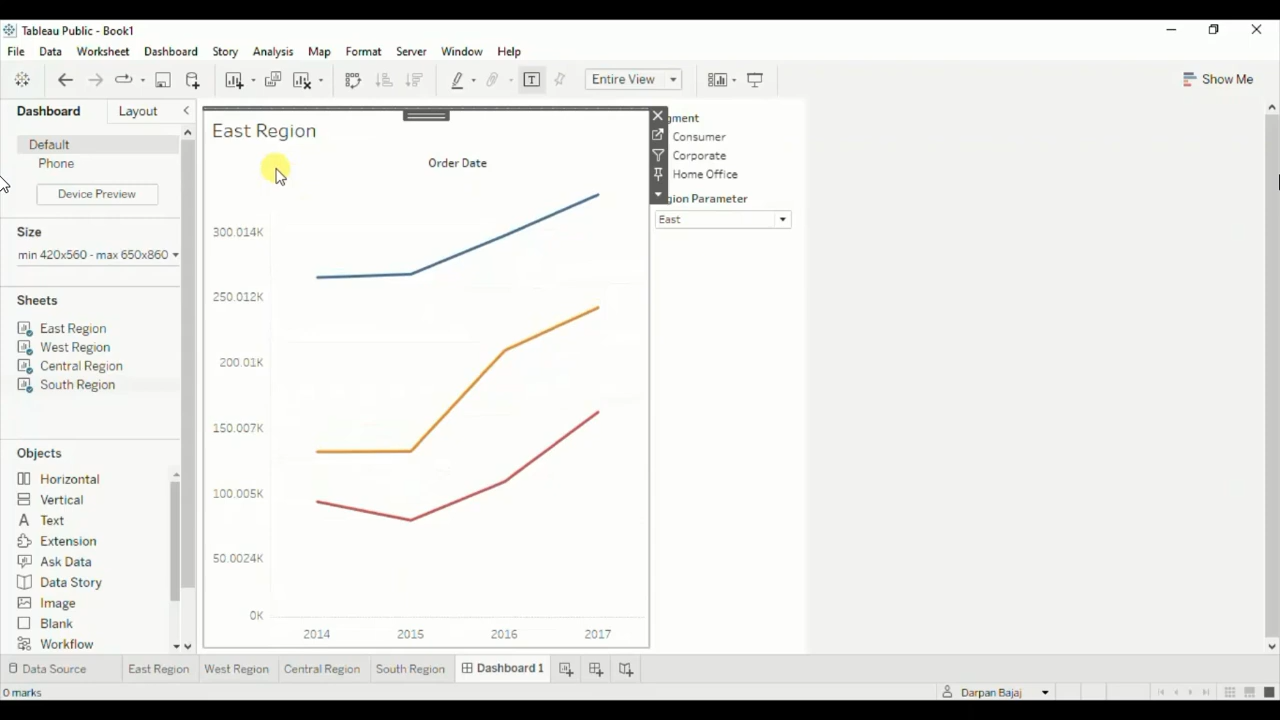 Tableau Public - Book1
File Data Worksheet Dashboard Story Analysis Map Format Server Window Help
Entire View
Show Me
Dashboard Layout
Default
Phone
Device Preview
Size
min 420x560 - max 650x860
Sheets
East Region
West Region
Central Region
South Region
Objects
Horizontal
Vertical
A Text
Extension
Ask Data
Data Story
Image
Blank
Workflow
East Region
Order Date
300.014K
250.012K
200.01K
150.007K
100.005K
50.0024K
0K
2014 2015 2016 2017
gment
Consumer
Corporate
Home Office
gion Parameter
East
Data Source East Region West Region Central Region South Region Dashboard 1
0 marks
Darpan Bajaj